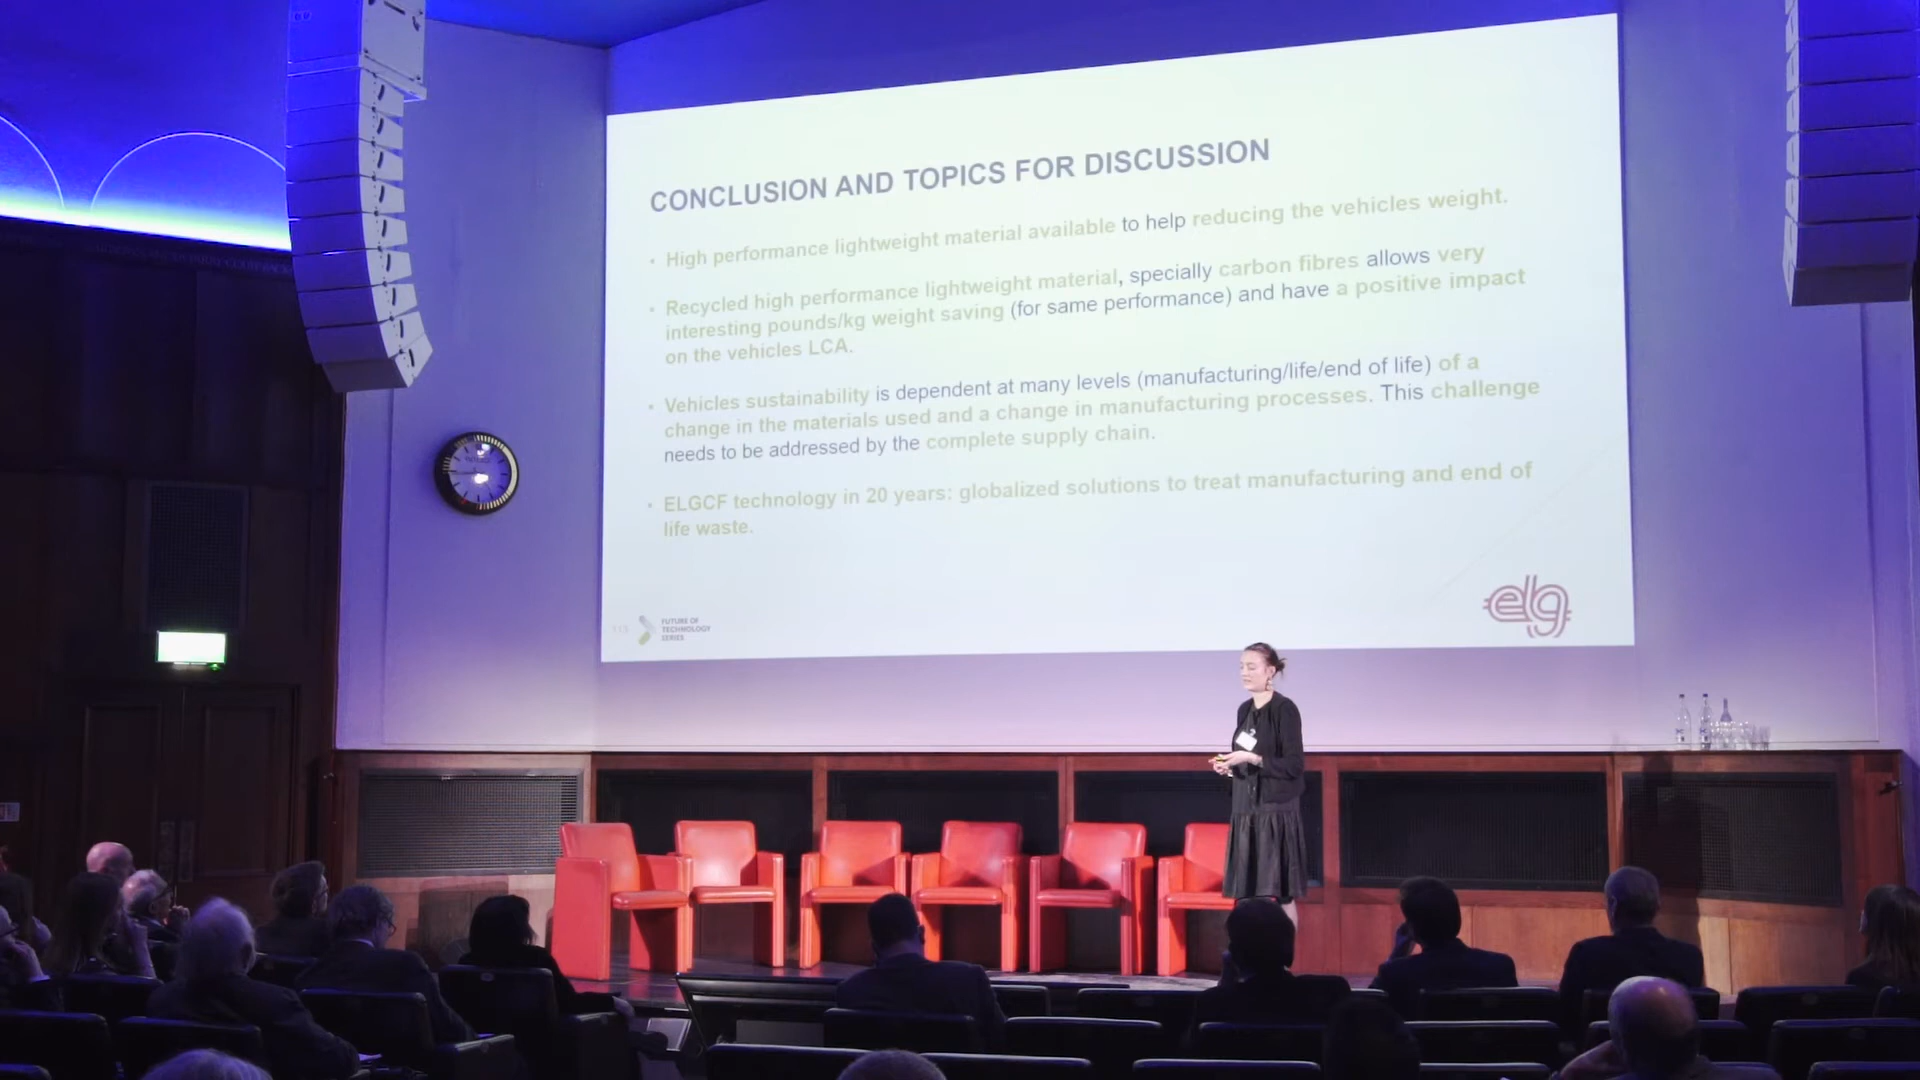 CONCLUSION AND TOPICS FOR DISCUSSION
• High performance lightweight material available to help reducing the vehicles weight.
• Recycled high performance lightweight material, specially carbon fibres allows very
interesting pounds/kg weight saving (for same performance) and have a positive impact
on the vehicles LCA.
• Vehicles sustainability is dependent at many levels (manufacturing/life/end of life) of a
change in the materials used and a change in manufacturing processes. This challenge
needs to be addressed by the complete supply chain.
• ELGCF technology in 20 years: globalized solutions to treat manufacturing and end of
life waste.
FUTURE OF
TECHNOLOGY
SERIES
elg